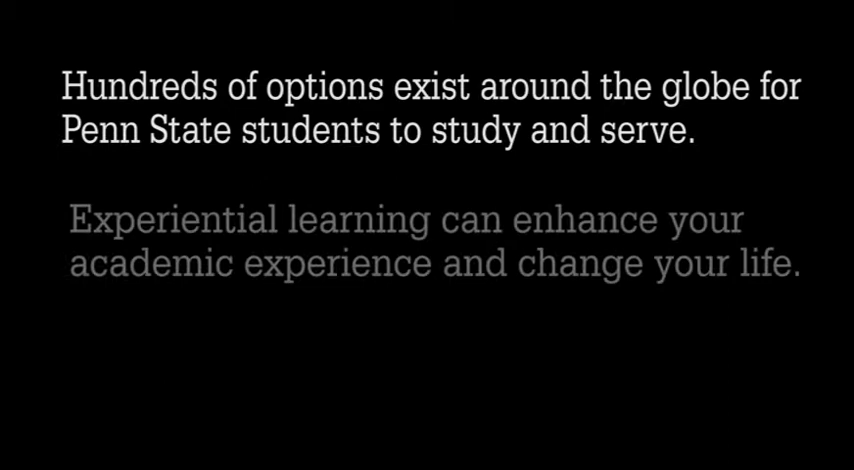 Hundreds of options exist around the globe for
Penn State students to study and serve.
Experiential learning can enhance your
academic experience and change your life.